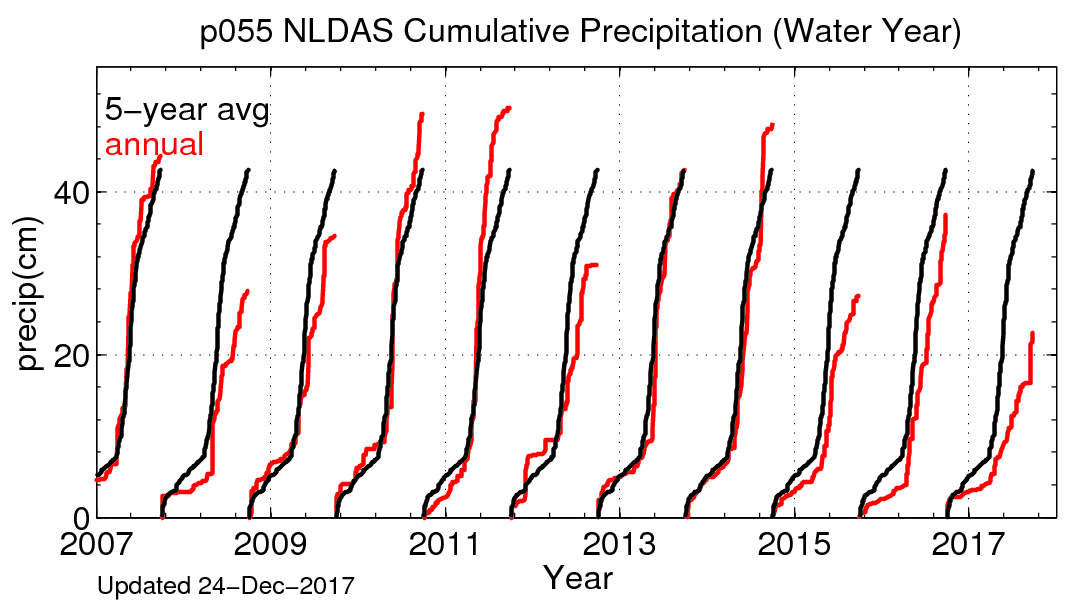 p055 NLDAS Cumulative Precipitation (Water Year)
5−year avg
annual
precip(cm)
40
20
0
2007 2009 2011 2013 2015 2017
Year
Updated 24−Dec−2017